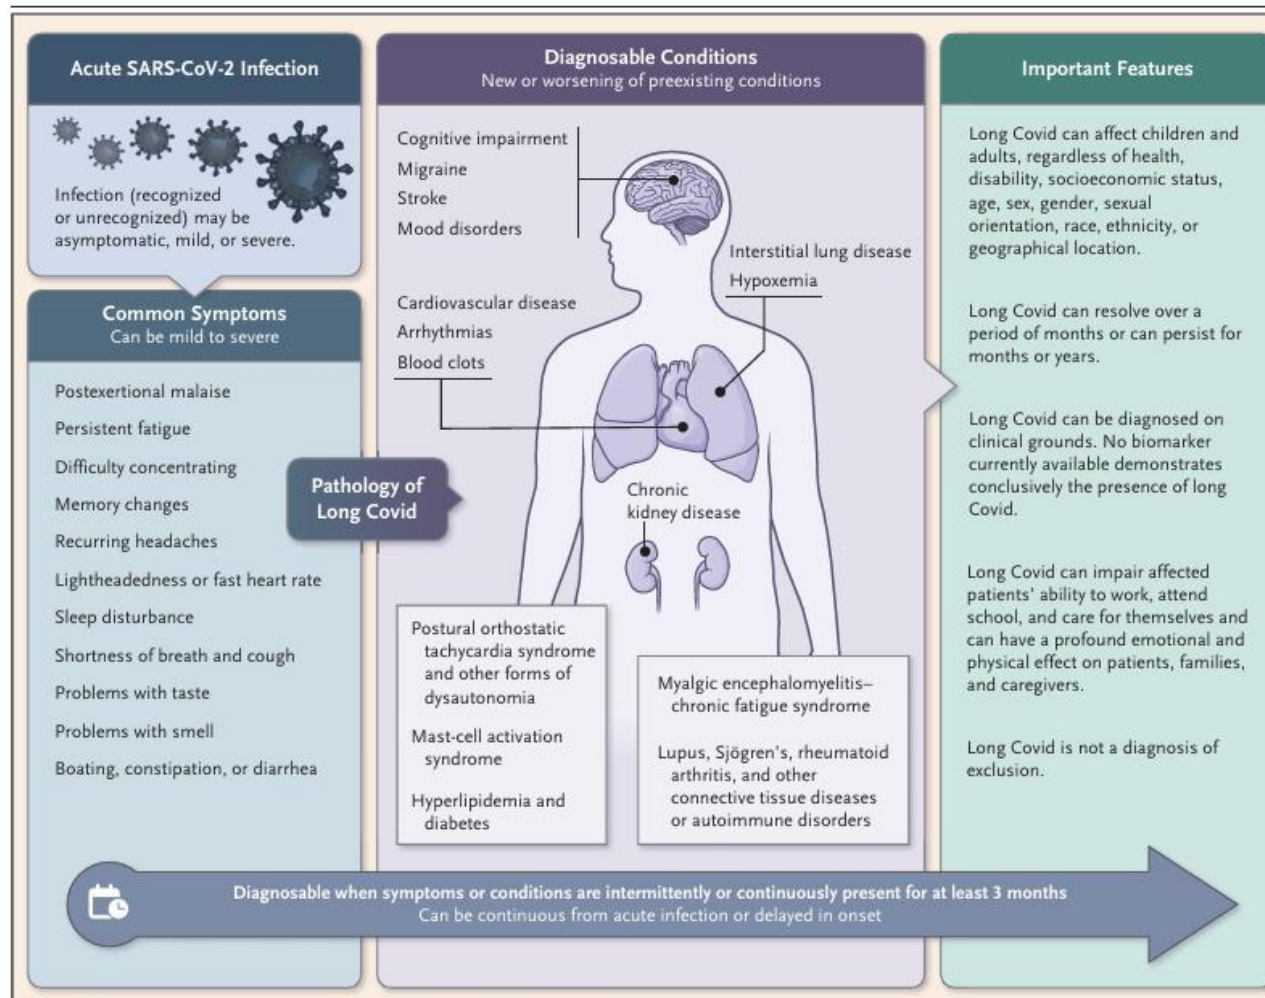 Acute SARS-CoV-2 Infection
Infection (recognized
or unrecognized) may be
asymptomatic, mild, or severe.
Common Symptoms
Can be mild to severe
Postexertional malaise
Persistent fatigue
Difficulty concentrating
Memory changes
Recurring headaches
Lightheadedness or fast heart rate
Sleep disturbance
Shortness of breath and cough
Problems with taste
Problems with smell
Boating, constipation, or diarrhea
Pathology of
Long Covid
Diagnosable Conditions
New or worsening of preexisting conditions
Cognitive impairment
Migraine
Stroke
Mood disorders
Interstitial lung disease
Hypoxemia
Cardiovascular disease
Arrhythmias
Blood clots
Chronic
kidney disease
Postural orthostatic
tachycardia syndrome
and other forms of
dysautonomia
Mast-cell activation
syndrome
Hyperlipidemia and
diabetes
Myalgic encephalomyelitis–
chronic fatigue syndrome
Lupus, Sjögren's, rheumatoid
arthritis, and other
connective tissue diseases
or autoimmune disorders
Important Features
Long Covid can affect children and
adults, regardless of health,
disability, socioeconomic status,
age, sex, gender, sexual
orientation, race, ethnicity, or
geographical location.
Long Covid can resolve over a
period of months or can persist for
months or years.
Long Covid can be diagnosed on
clinical grounds. No biomarker
currently available demonstrates
conclusively the presence of long
Covid.
Long Covid can impair affected
patients' ability to work, attend
school, and care for themselves and
can have a profound emotional and
physical effect on patients, families,
and caregivers.
Long Covid is not a diagnosis of
exclusion.
Diagnosable when symptoms or conditions are intermittently or continuously present for at least 3 months
Can be continuous from acute infection or delayed in onset